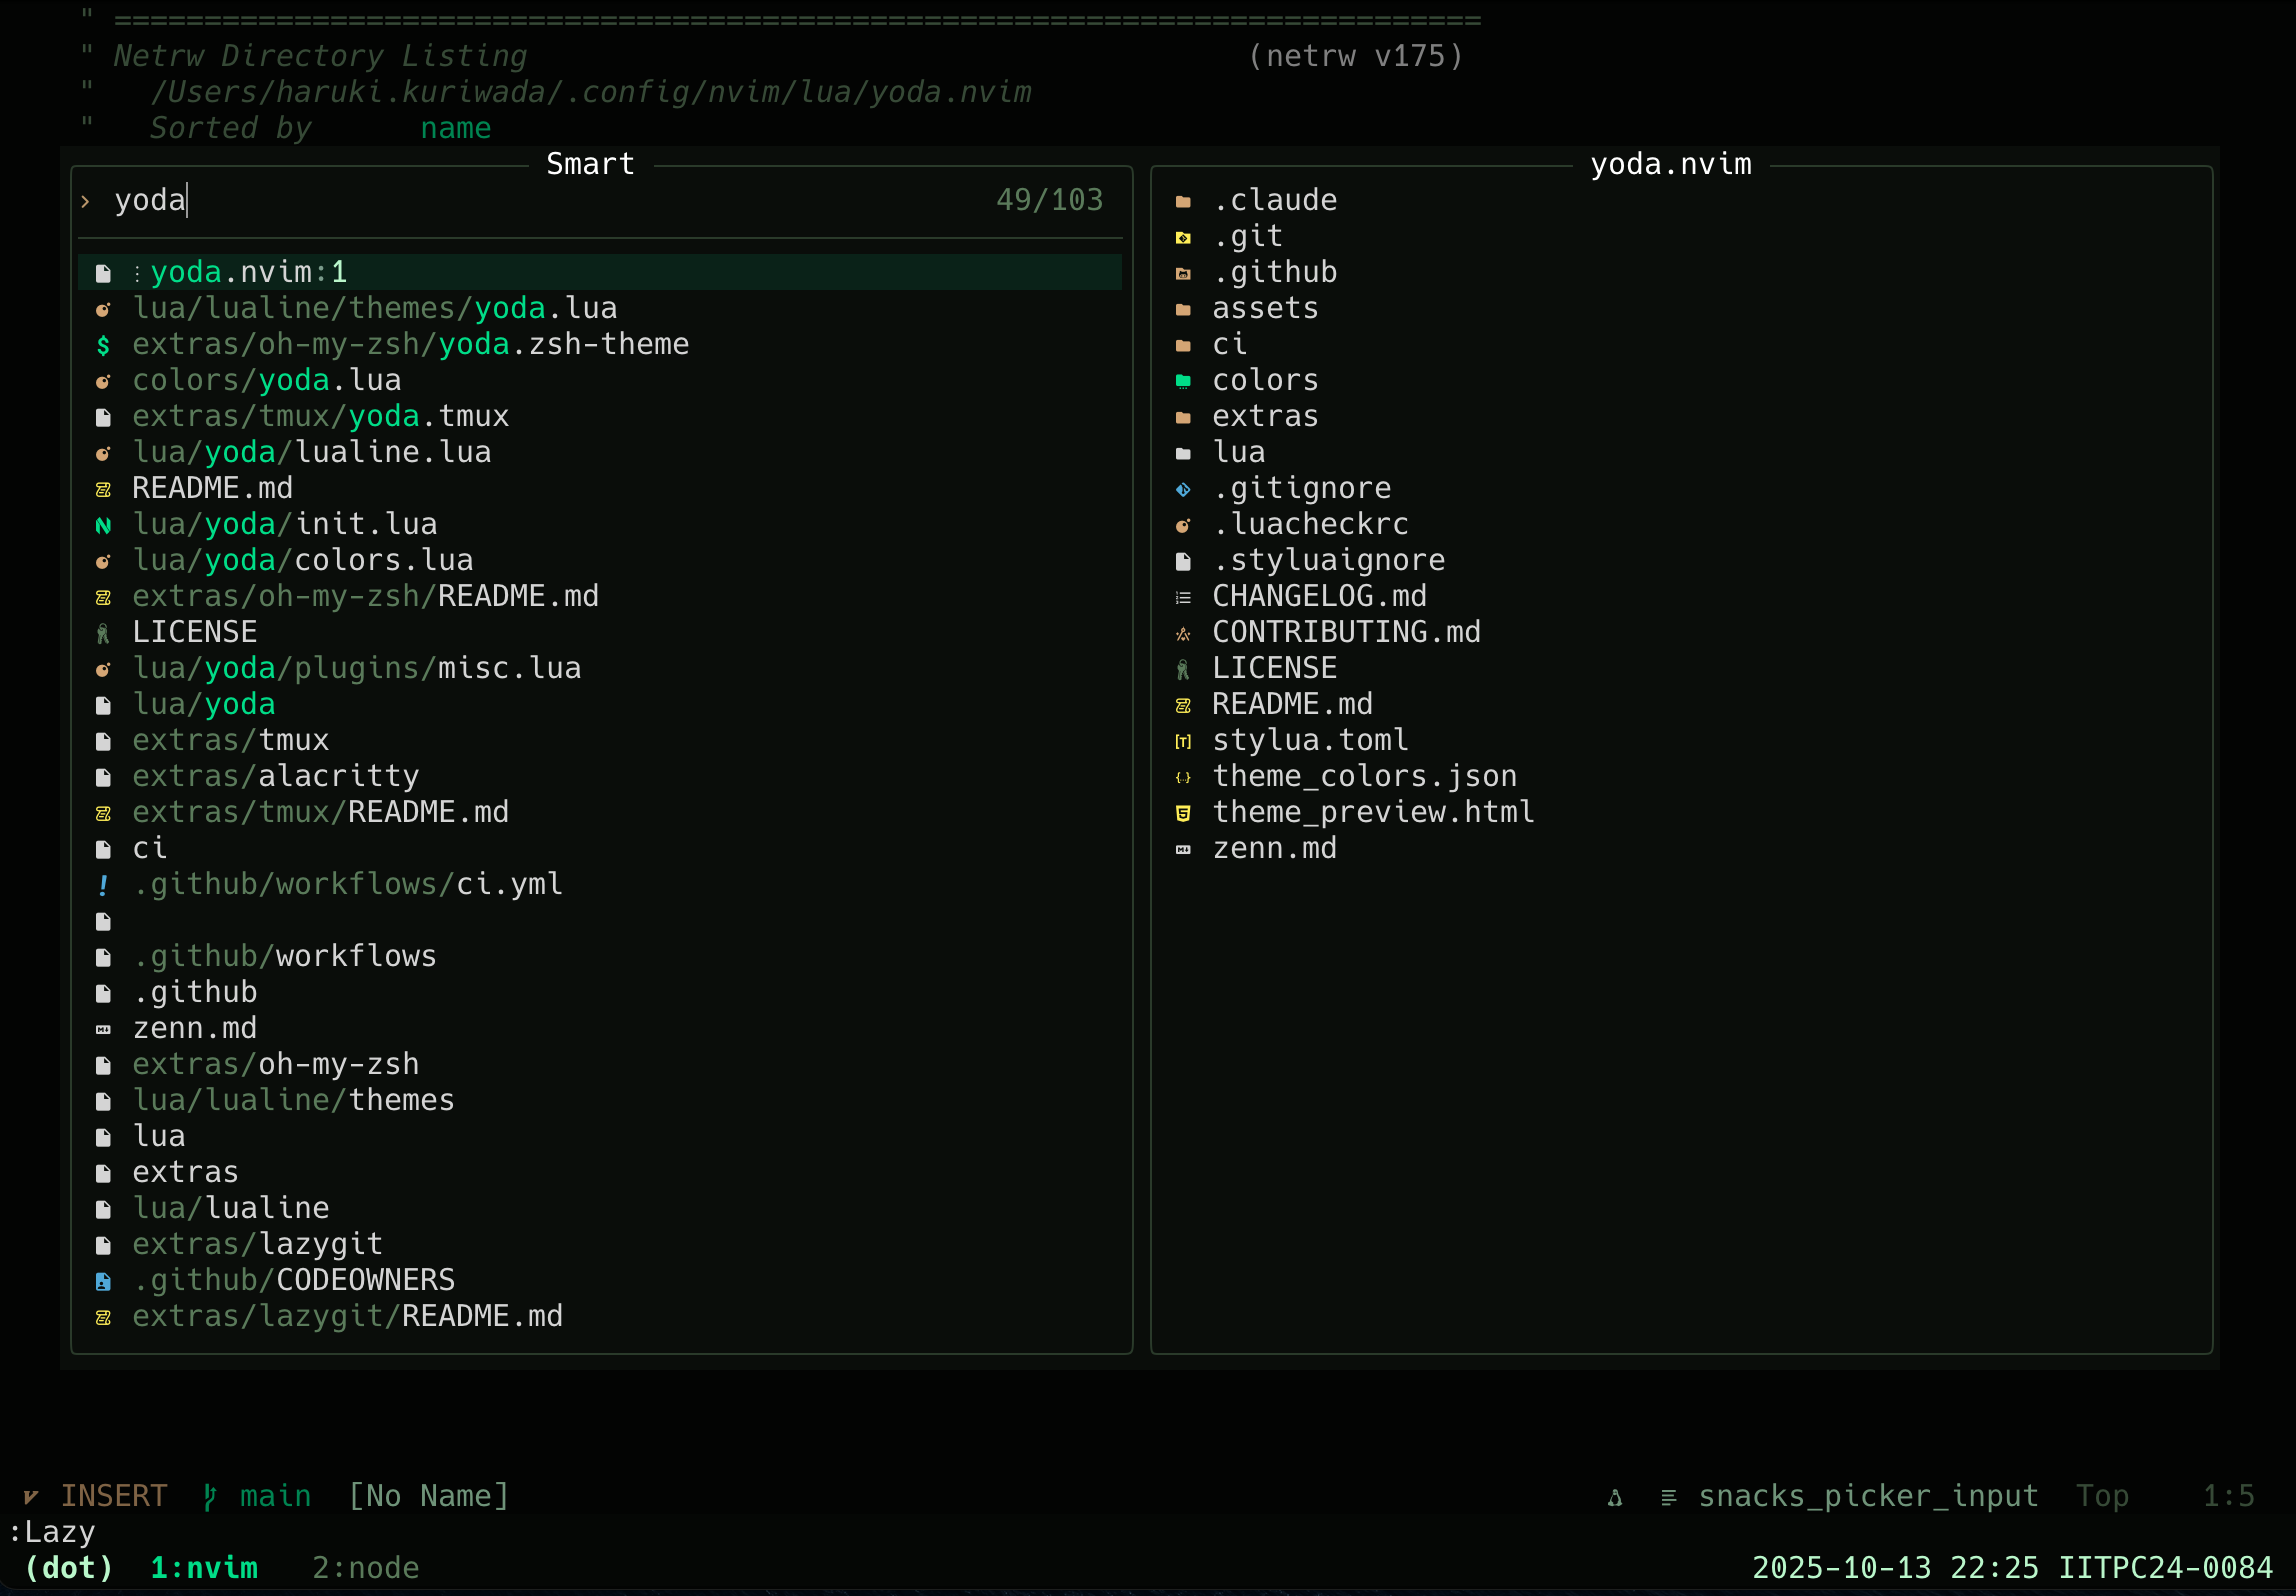 " ============================================================================
" Netrw Directory Listing (netrw v175)
" /Users/haruki.kuriwada/.config/nvim/lua/yoda.nvim
" Sorted by name
Smart
> yoda 49/103
yoda.nvim:1
lua/lualine/themes/yoda.lua
extras/oh-my-zsh/yoda.zsh-theme
colors/yoda.lua
extras/tmux/yoda.tmux
lua/yoda/lualine.lua
README.md
lua/yoda/init.lua
lua/yoda/colors.lua
extras/oh-my-zsh/README.md
LICENSE
lua/yoda/plugins/misc.lua
lua/yoda
extras/tmux
extras/alacritty
extras/tmux/README.md
ci
.github/workflows/ci.yml
.github/workflows
.github
zenn.md
extras/oh-my-zsh
lua/lualine/themes
lua
extras
lua/lualine
extras/lazygit
.github/CODEOWNERS
extras/lazygit/README.md
yoda.nvim
.claude
.git
.github
assets
ci
colors
extras
lua
.gitignore
.luacheckrc
.styluaignore
CHANGELOG.md
CONTRIBUTING.md
LICENSE
README.md
stylua.toml
theme_colors.json
theme_preview.html
zenn.md
INSERT main [No Name] snacks_picker_input Top 1:5
:Lazy
(dot) 1:nvim 2:node 2025-10-13 22:25 IITPC24-0084